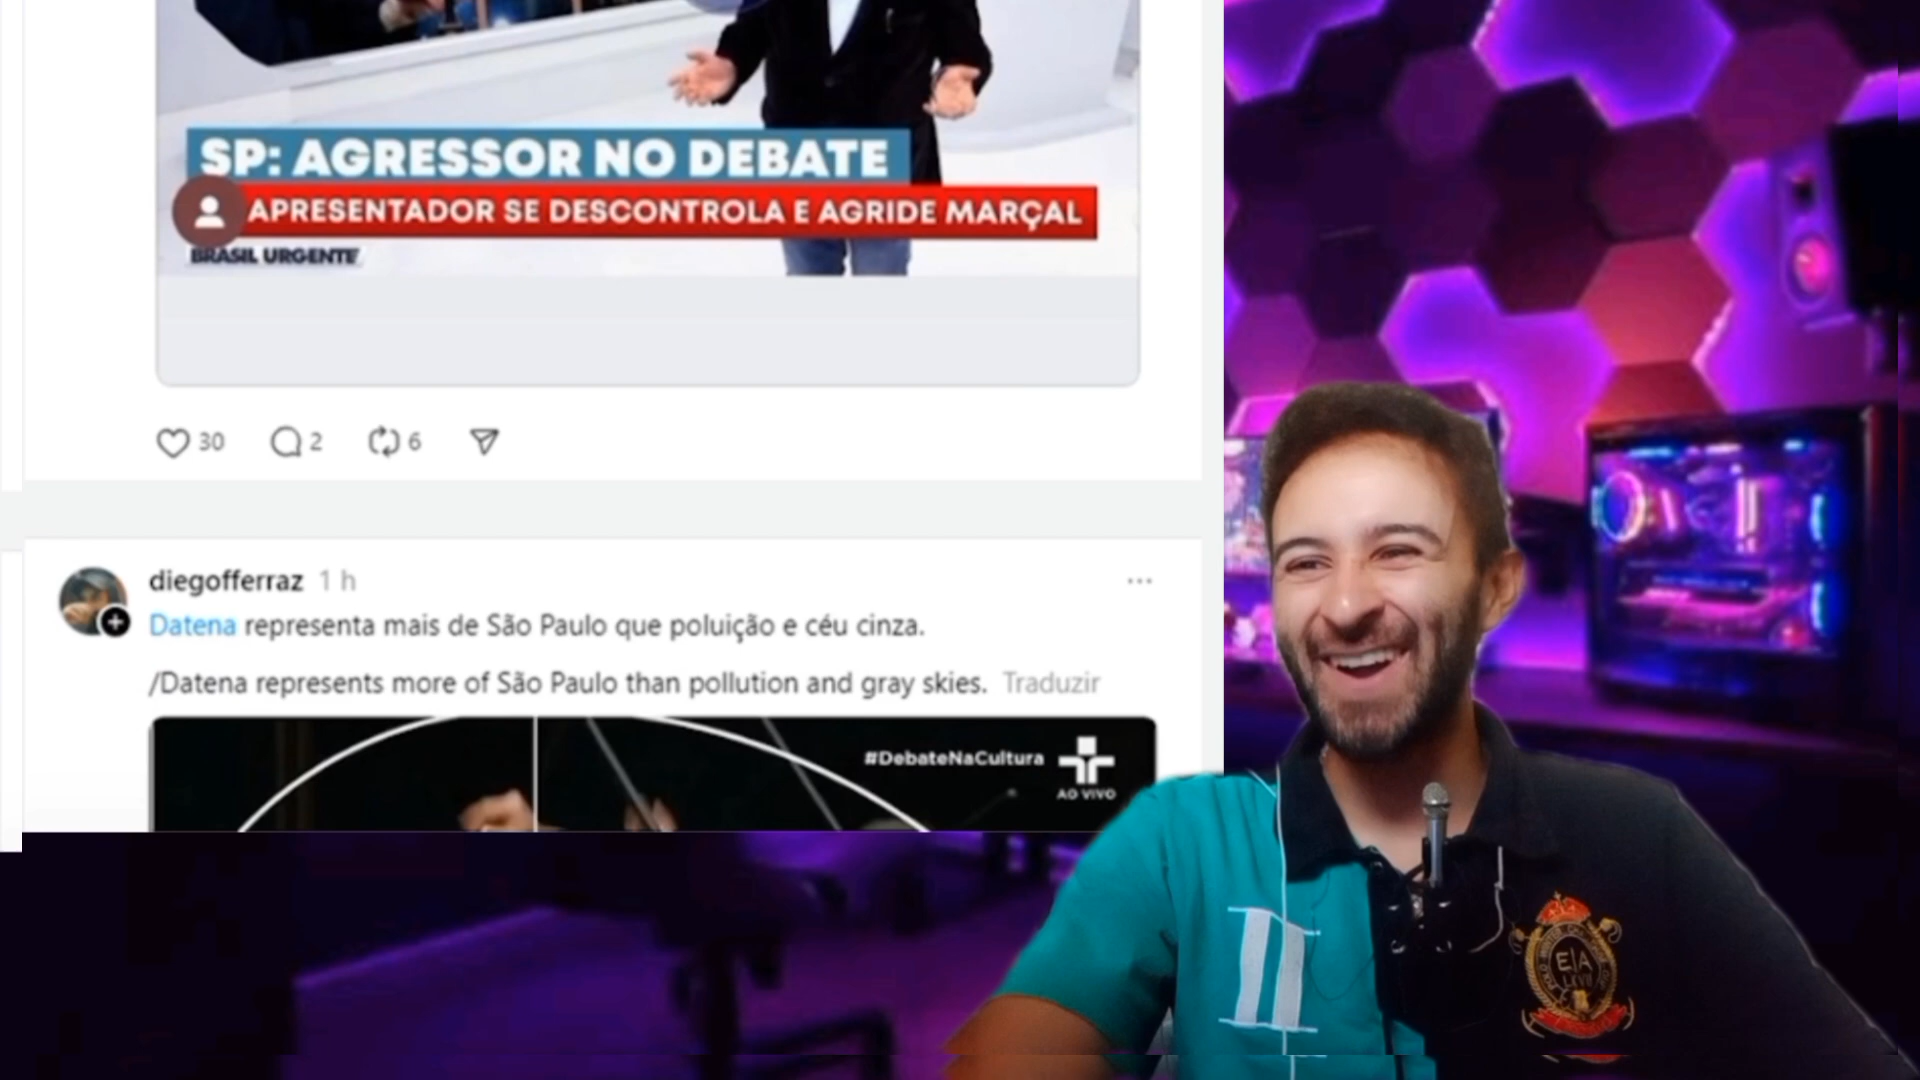 SP: AGRESSOR NO DEBATE
APRESENTADOR SE DESCONTROLA E AGRIDE MARÇAL
BRASIL URGENTE
30 2 6
diegofferraz 1 h
Datena representa mais de São Paulo que poluição e céu cinza.
/Datena represents more of São Paulo than pollution and gray skies. Traduzir
#DebateNaCultura
AO VIVO
E|A